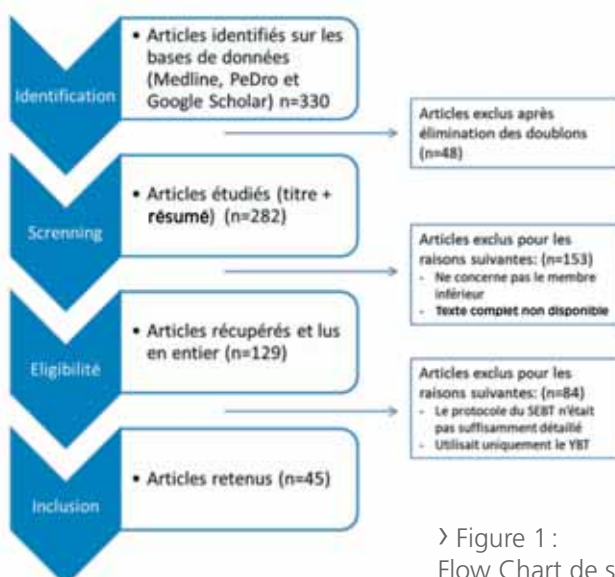 Identification
• Articles identifiés sur les
bases de données
(Medline, PeDro et
Google Scholar) n=330
Articles exclus après
élimination des doublons
(n=48)
Screnning
• Articles étudiés (titre +
résumé) (n=282)
Articles exclus pour les
raisons suivantes: (n=153)
- Ne concerne pas le membre
inférieur
- Texte complet non disponible
Eligibilité
• Articles récupérés et lus
en entier (n=129)
Articles exclus pour les
raisons suivantes: (n=84)
- Le protocole du SEBT n'était
pas suffisamment détaillé
- Utilisait uniquement le YBT
Inclusion
• Articles retenus (n=45)
› Figure 1 :
Flow Chart de s